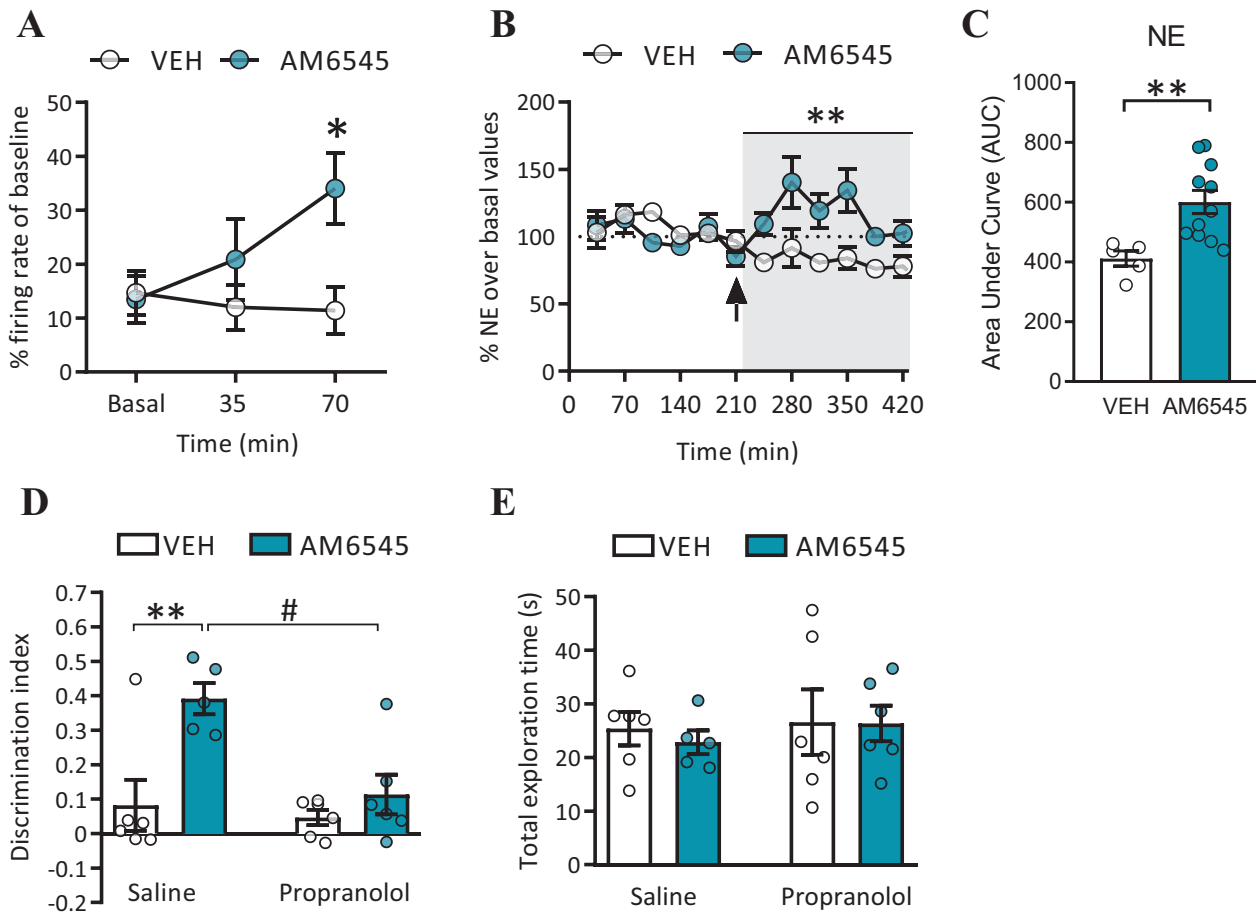 A
VEH AM6545
% firing rate of baseline
50
40
30
20
10
0
*
Basal 35 70
Time (min)
B
VEH AM6545
% NE over basal values
200
150
100
50
0
**
0 70 140 210 280 350 420
Time (min)
C
NE
Area Under Curve (AUC)
1000
800
600
400
200
0
**
VEH AM6545
D
VEH AM6545
Discrimination index
0.7
0.6
0.5
0.4
0.3
0.2
0.1
0
-0.1
-0.2
** #
Saline Propranolol
E
VEH AM6545
Total exploration time (s)
50
40
30
20
10
0
Saline Propranolol